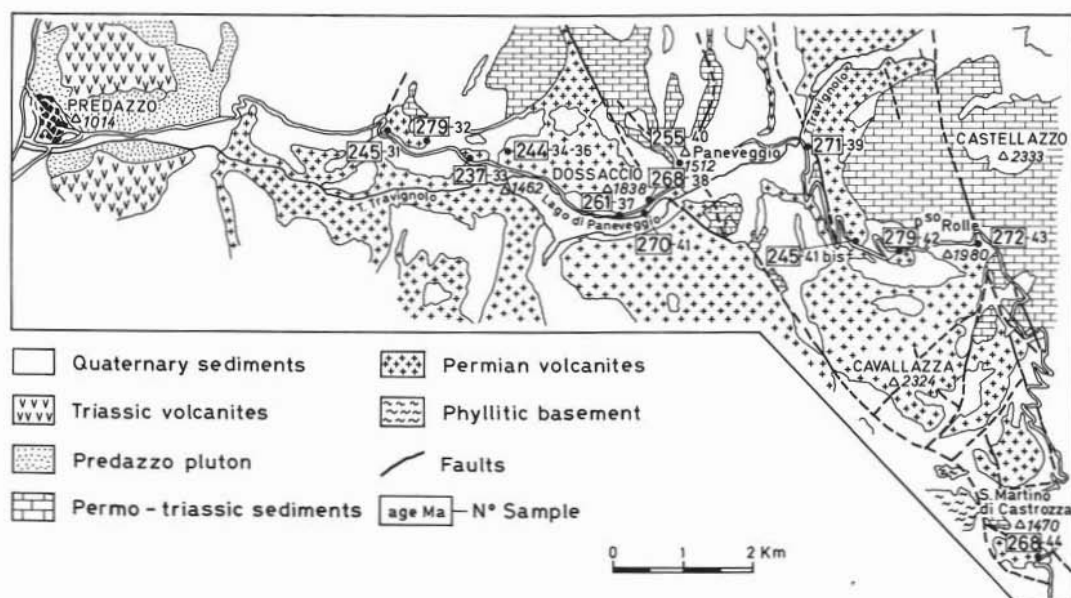 PREDAZZO
△1014
279-32
245-31
237-33
244-34-36
△1462
DOSSACCIO
△1838
255-40
△ Paneveggio
1512
268-38
261-37
Lago di Paneveggio
T. Travignolo
270-41
Travignolo
271-39
CASTELLAZZO
△2333
pso Rolle
279-42
272-43
△1980
245-41 bis
CAVALLAZZA
△2324
S. Martino
di Castrozza
△1470
268-44
Quaternary sediments
Triassic volcanites
Predazzo pluton
Permo-triassic sediments
Permian volcanites
Phyllitic basement
Faults
age Ma — N° Sample
0 1 2 Km